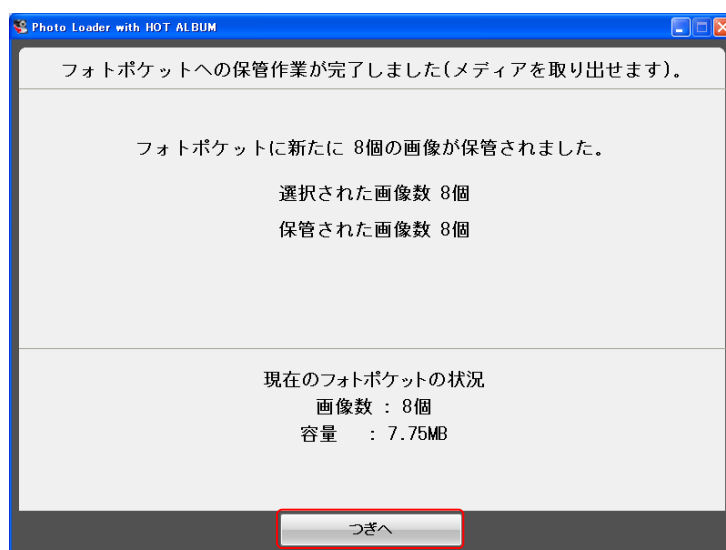 Photo Loader with HOT ALBUM
フォトポケットへの保管作業が完了しました(メディアを取り出せます)。
フォトポケットに新たに 8個の画像が保管されました。
選択された画像数 8個
保管された画像数 8個
現在のフォトポケットの状況
画像数 : 8個
容量 : 7.75MB
つぎへ